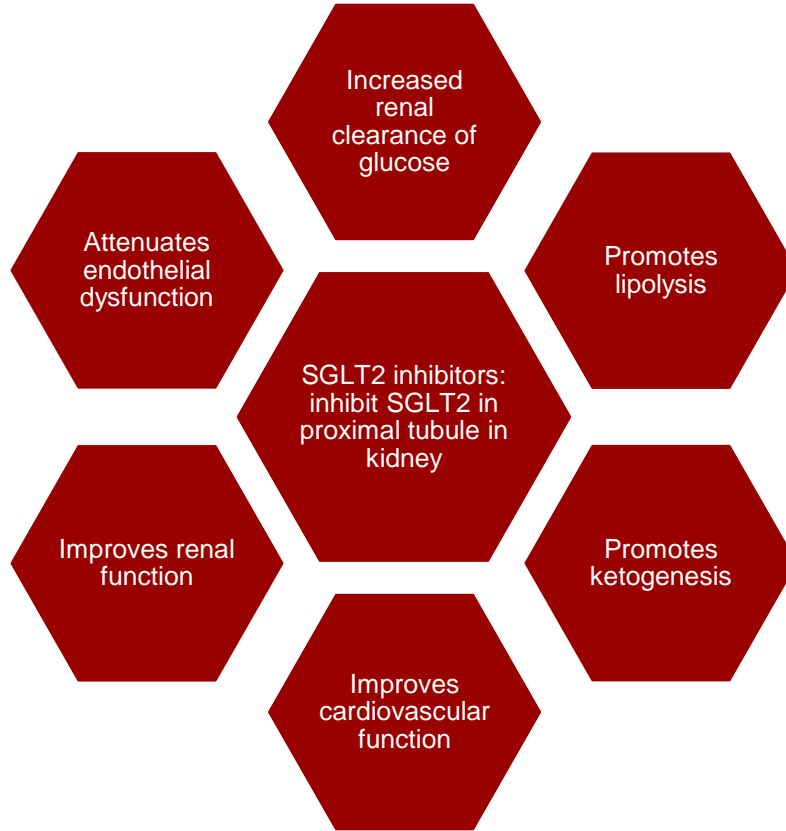 Increased
renal
clearance of
glucose
Attenuates
endothelial
dysfunction
Promotes
lipolysis
SGLT2 inhibitors:
inhibit SGLT2 in
proximal tubule in
kidney
Improves renal
function
Promotes
ketogenesis
Improves
cardiovascular
function